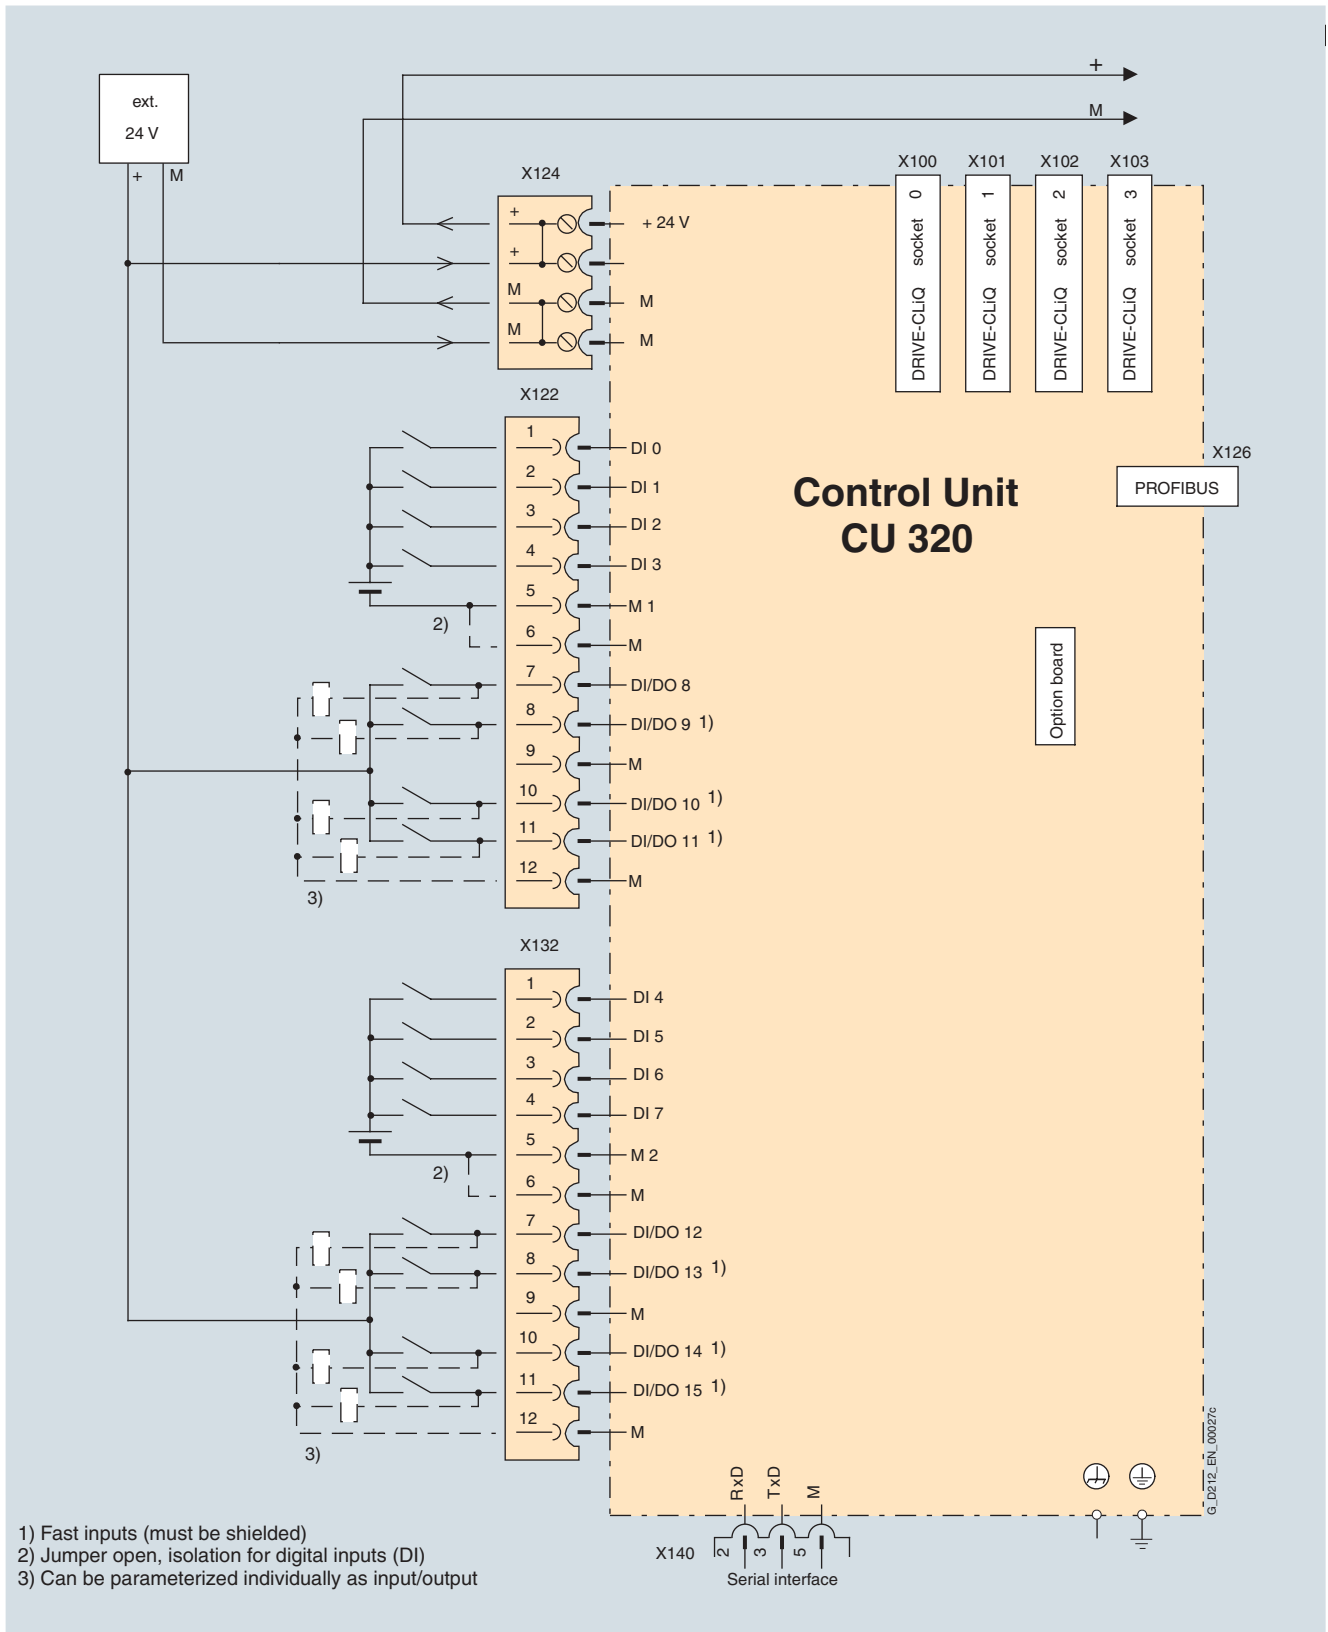 +
M
ext.
24 V
+ M
X124
X100 X101 X102 X103
DRIVE-CLiQ socket 0
DRIVE-CLiQ socket 1
DRIVE-CLiQ socket 2
DRIVE-CLiQ socket 3
+ + 24 V
+
M M
M M
X122
1 DI 0
2 DI 1
3 DI 2
4 DI 3
5 M 1
2)
6 M
7 DI/DO 8
8 DI/DO 9 1)
9 M
10 DI/DO 10 1)
11 DI/DO 11 1)
12 M
3)
Control Unit
CU 320
X126
PROFIBUS
Option board
X132
1 DI 4
2 DI 5
3 DI 6
4 DI 7
5 M 2
2)
6 M
7 DI/DO 12
8 DI/DO 13 1)
9 M
10 DI/DO 14 1)
11 DI/DO 15 1)
12 M
3)
RxD TxD M
X140 2 3 5
Serial interface
G_D212_EN_00027c
1) Fast inputs (must be shielded)
2) Jumper open, isolation for digital inputs (DI)
3) Can be parameterized individually as input/output